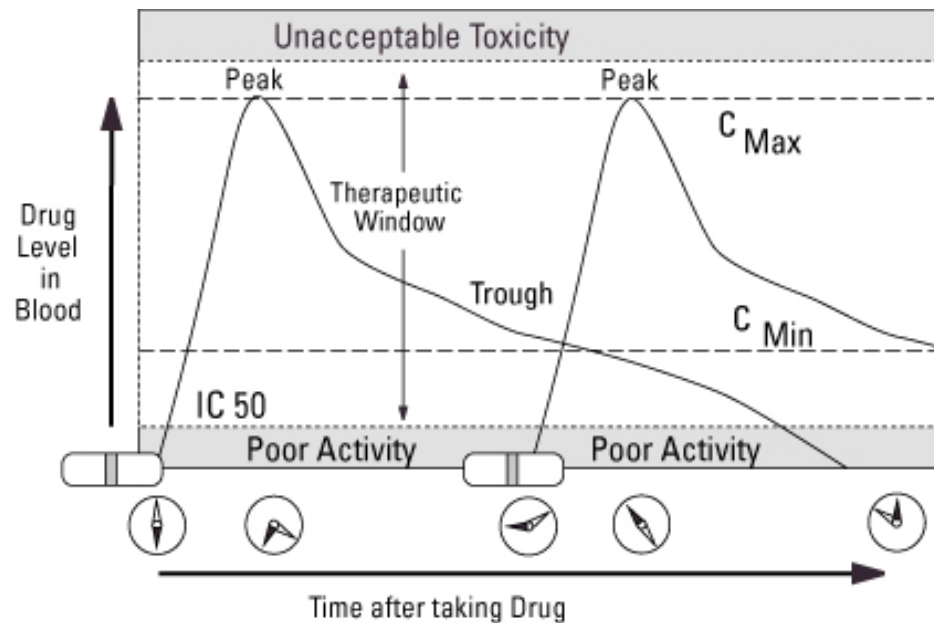 Unacceptable Toxicity
Peak
Peak
C Max
Drug
Level
in
Blood
Therapeutic
Window
Trough
C Min
IC 50
Poor Activity
Poor Activity
Time after taking Drug